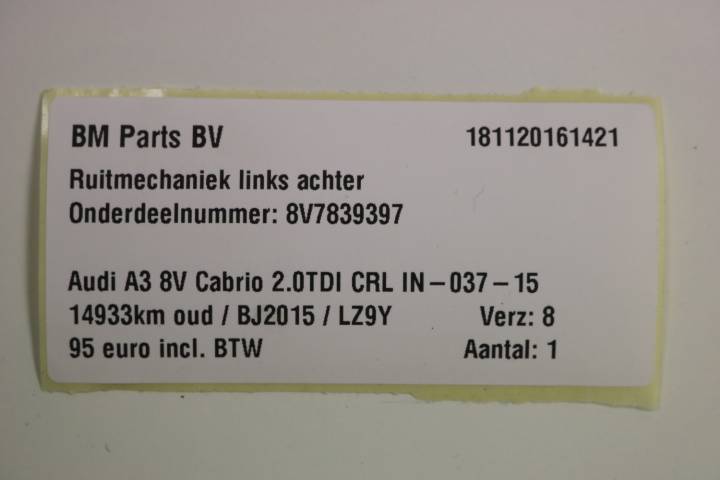 BM Parts BV 181120161421
Ruitmechaniek links achter
Onderdeelnummer: 8V7839397
Audi A3 8V Cabrio 2.0TDI CRL IN-037-15
14933km oud / BJ2015 / LZ9Y Verz: 8
95 euro incl. BTW Aantal: 1